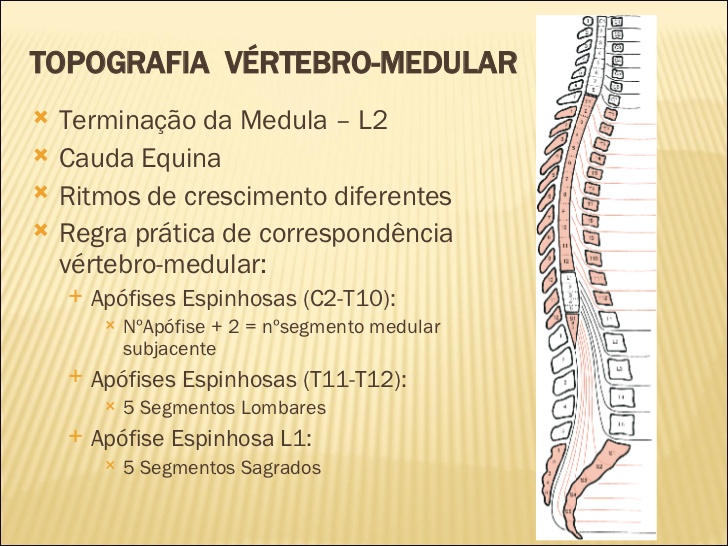 TOPOGRAFIA VÉRTEBRO-MEDULAR
Terminação da Medula – L2
Cauda Equina
Ritmos de crescimento diferentes
Regra prática de correspondência
vértebro-medular:
Apófises Espinhosas (C2-T10):
NºApófise + 2 = nºsegmento medular
subjacente
Apófises Espinhosas (T11-T12):
5 Segmentos Lombares
Apófise Espinhosa L1:
5 Segmentos Sagrados